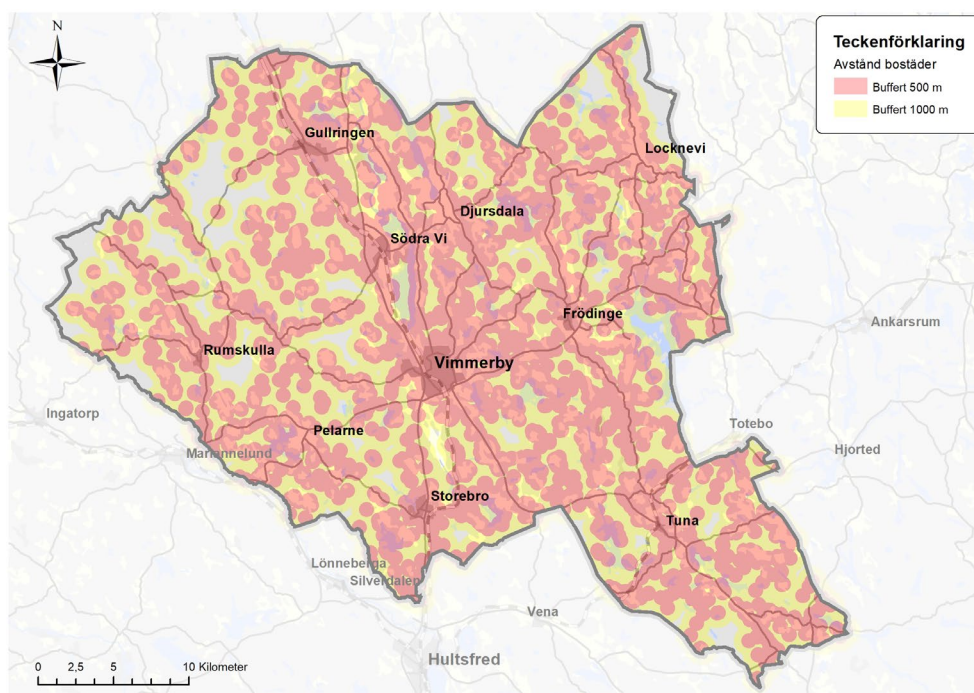 N
Teckenförklaring
Avstånd bostäder
Buffert 500 m
Buffert 1000 m
Gullringen
Locknevi
Djursdala
Södra Vi
Frödinge
Ankarsrum
Rumskulla
Vimmerby
Ingatorp
Totebo
Pelarne
Hjorted
Mariannelund
Storebro
Tuna
Lönneberga
Silverdalen
Vena
Hultsfred
0 2,5 5 10 Kilometer